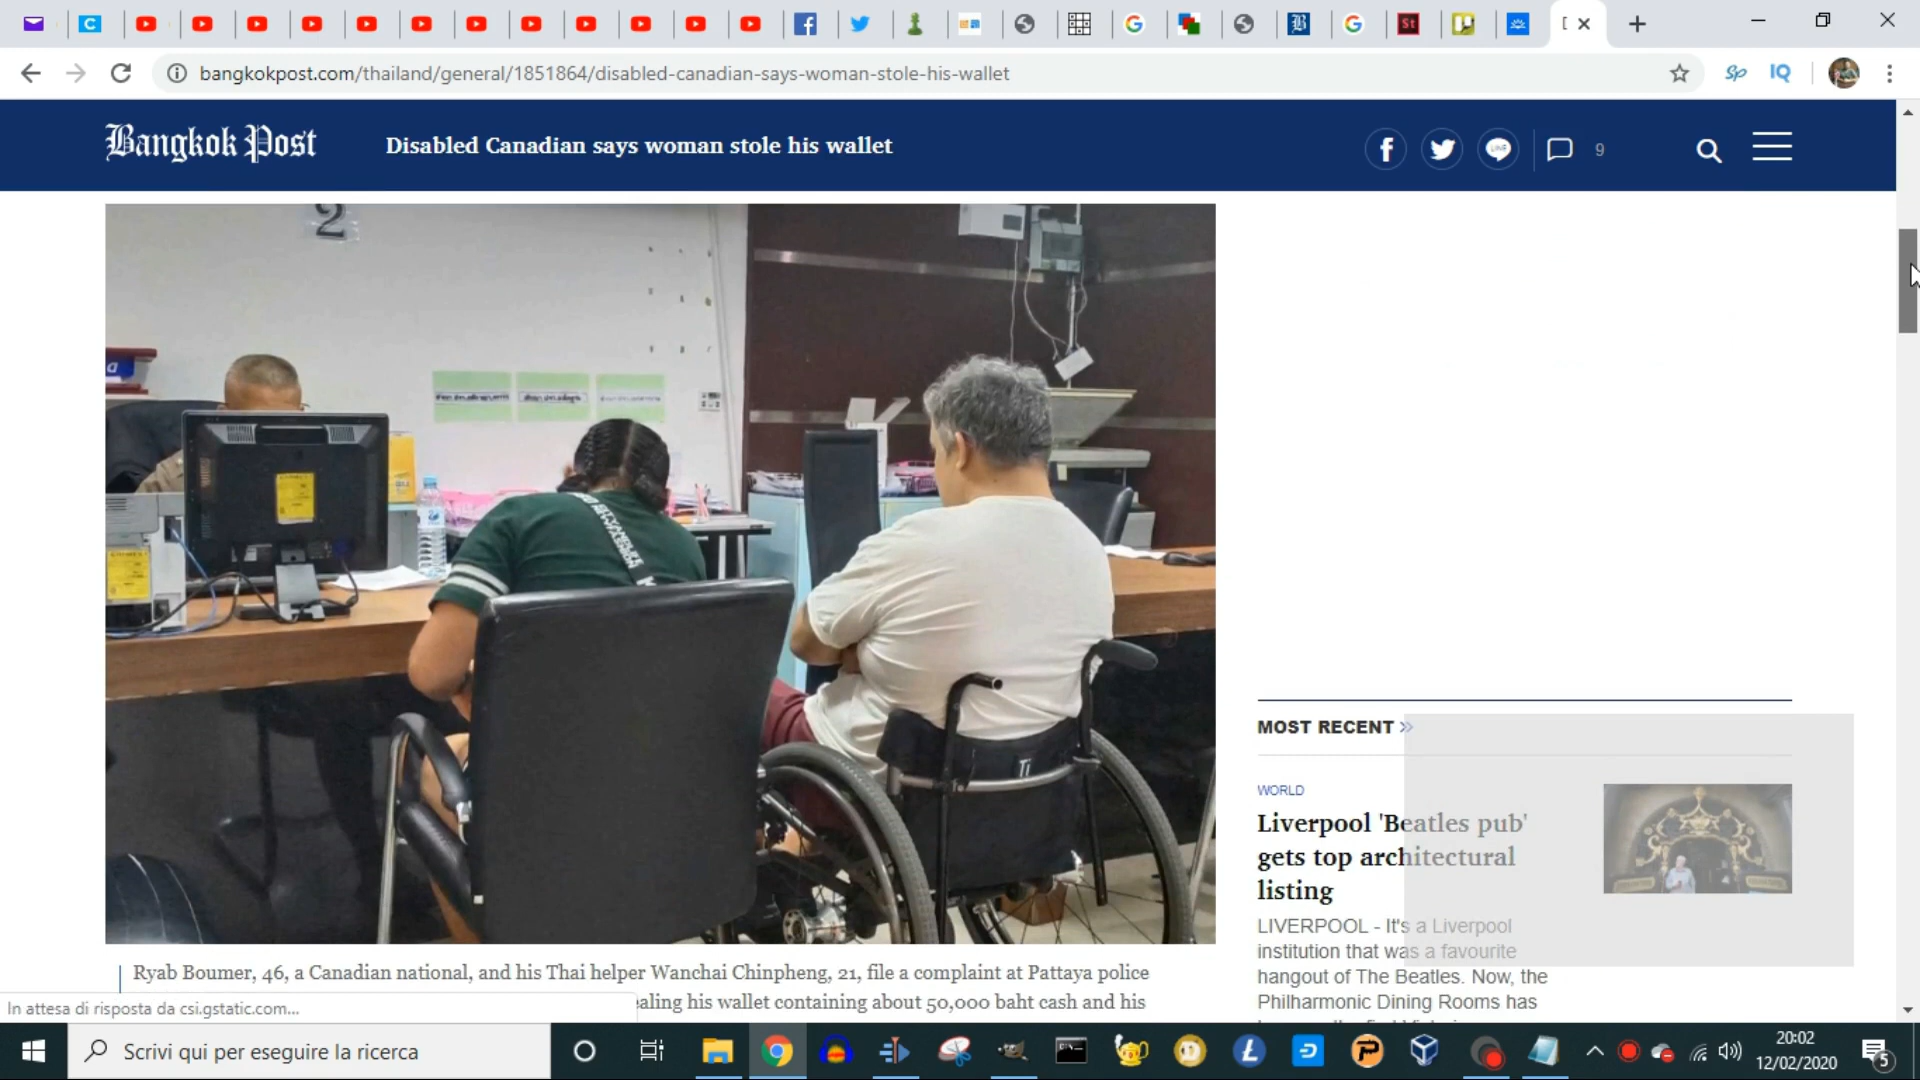 bangkokpost.com/thailand/general/1851864/disabled-canadian-says-woman-stole-his-wallet
Sp
IQ
Bangkok Post
Disabled Canadian says woman stole his wallet
LINE
9
2
Ti
MOST RECENT »
WORLD
Liverpool 'Beatles pub'
gets top architectural
listing
LIVERPOOL - It's a Liverpool
institution that was a favourite
hangout of The Beatles. Now, the
Philharmonic Dining Rooms has
Ryab Boumer, 46, a Canadian national, and his Thai helper Wanchai Chinpheng, 21, file a complaint at Pattaya police
ealing his wallet containing about 50,000 baht cash and his
In attesa di risposta da csi.gstatic.com...
Scrivi qui per eseguire la ricerca
20:02
12/02/2020
5